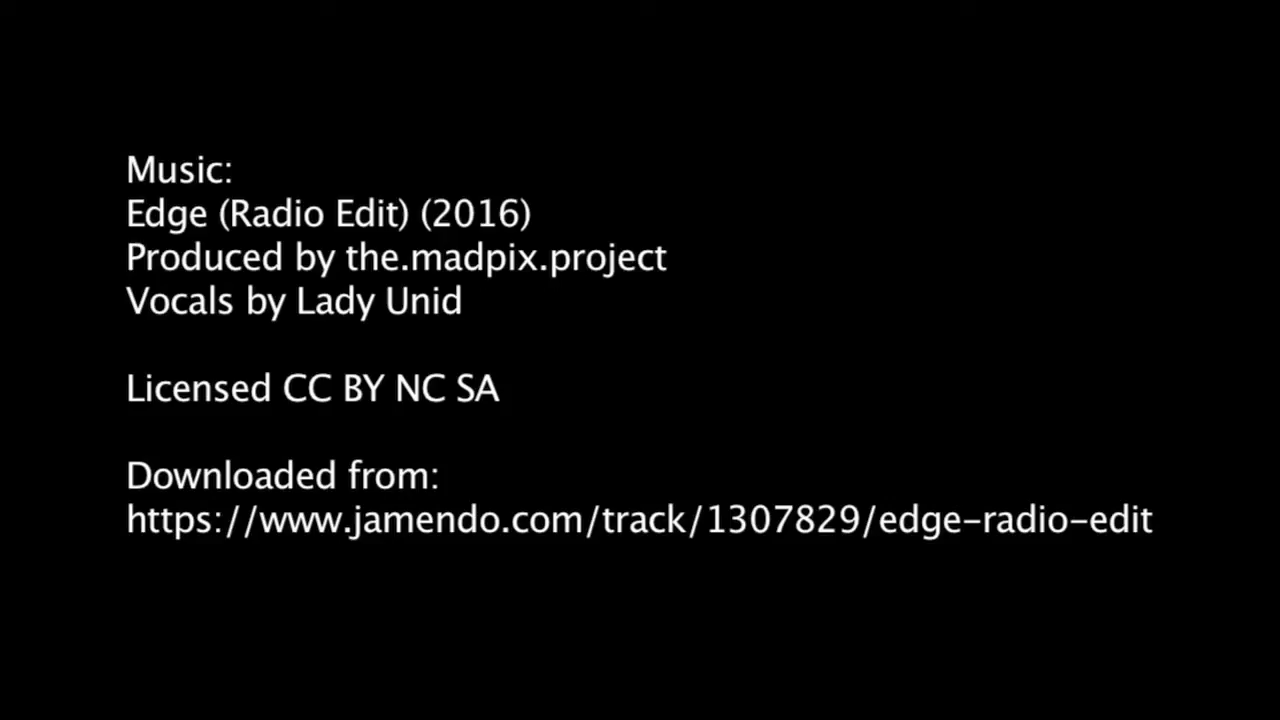 Music:
Edge (Radio Edit) (2016)
Produced by the.madpix.project
Vocals by Lady Unid
Licensed CC BY NC SA
Downloaded from:
https://www.jamendo.com/track/1307829/edge-radio-edit